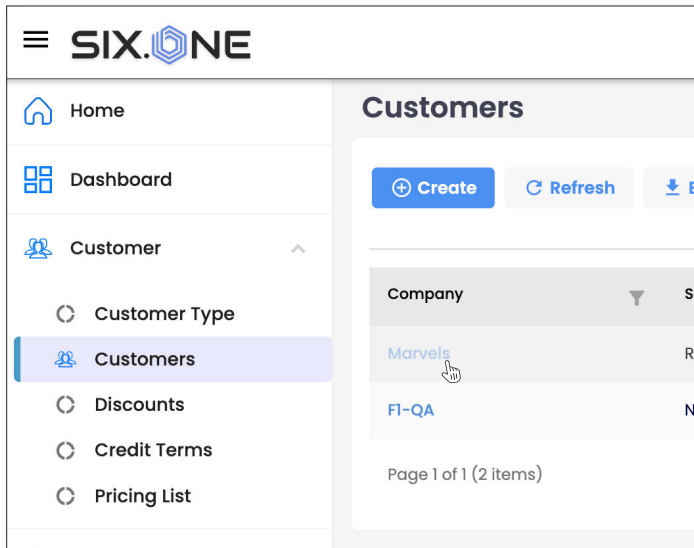 SIX.ONE
Home
Customers
Dashboard
Create
Refresh
Customer
Company
Customer Type
Marvels
Customers
F1-QA
Discounts
Credit Terms
Page 1 of 1 (2 items)
Pricing List